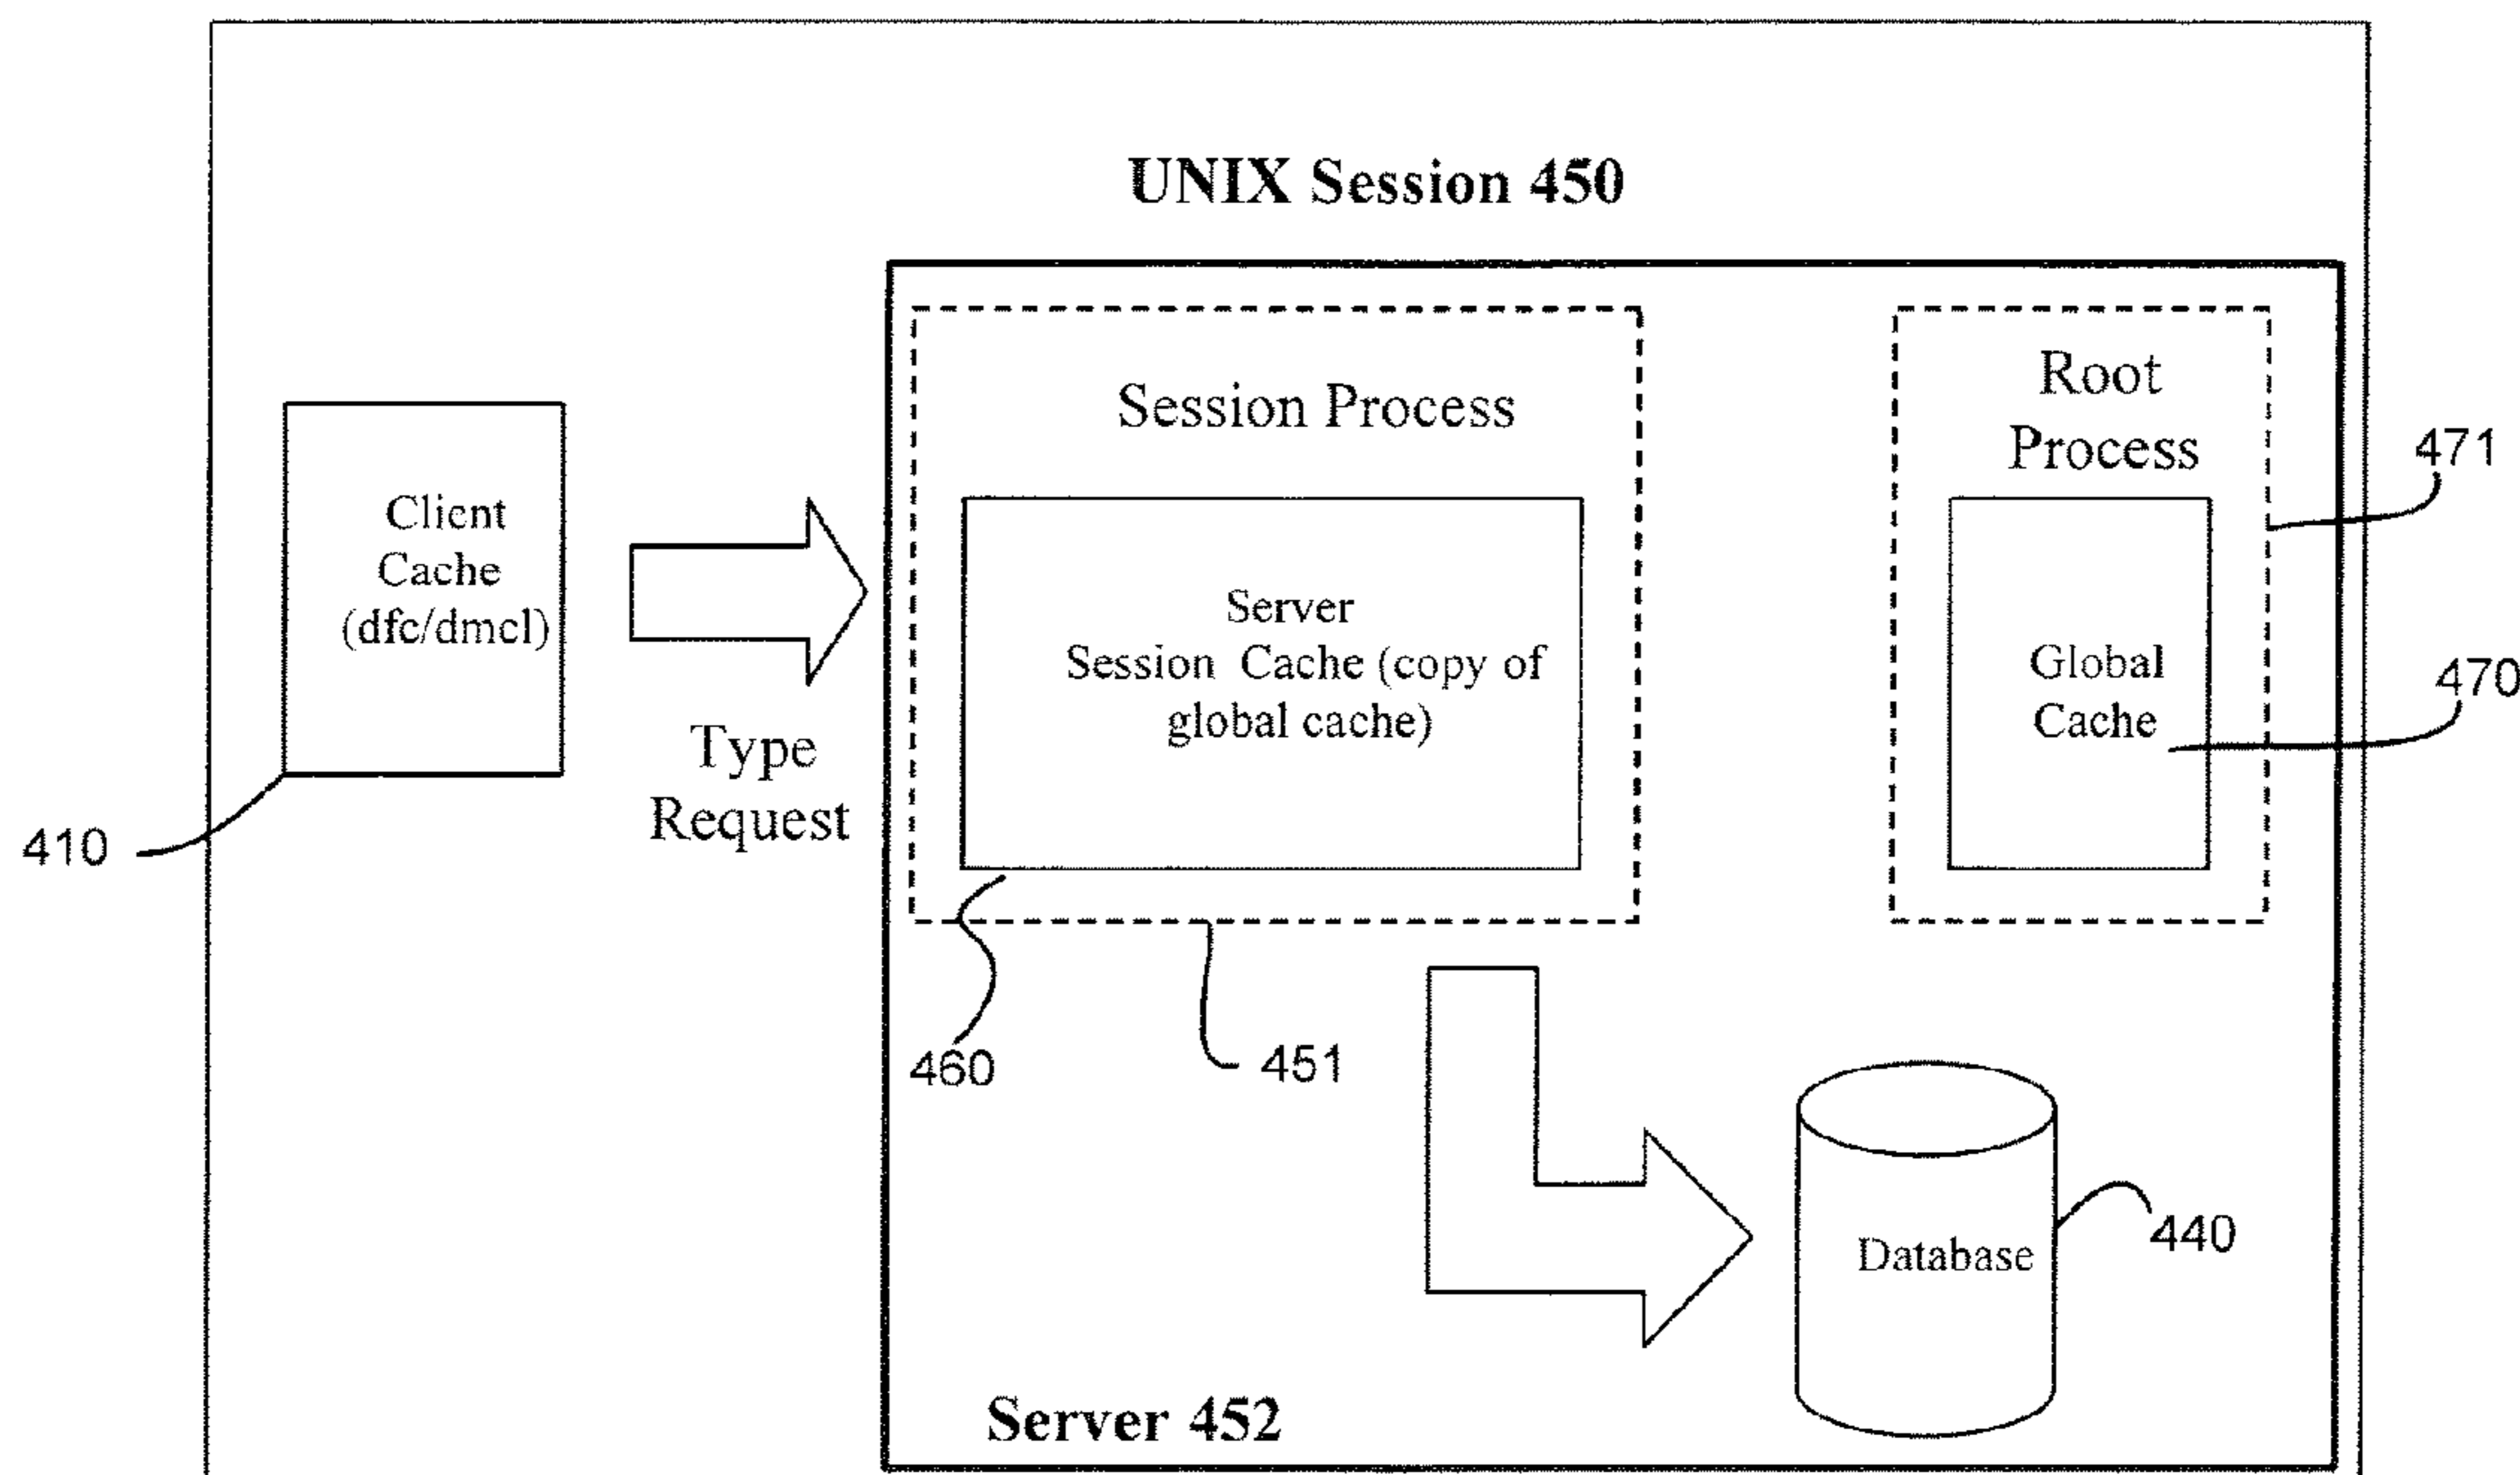 UNIX Session 450
Client
Cache
(dfc/dmcl)
410
Type
Request
Session Process
Server
Session Cache (copy of
global cache)
460
451
Root
Process
Global
Cache
471
470
Database
440
Server 452